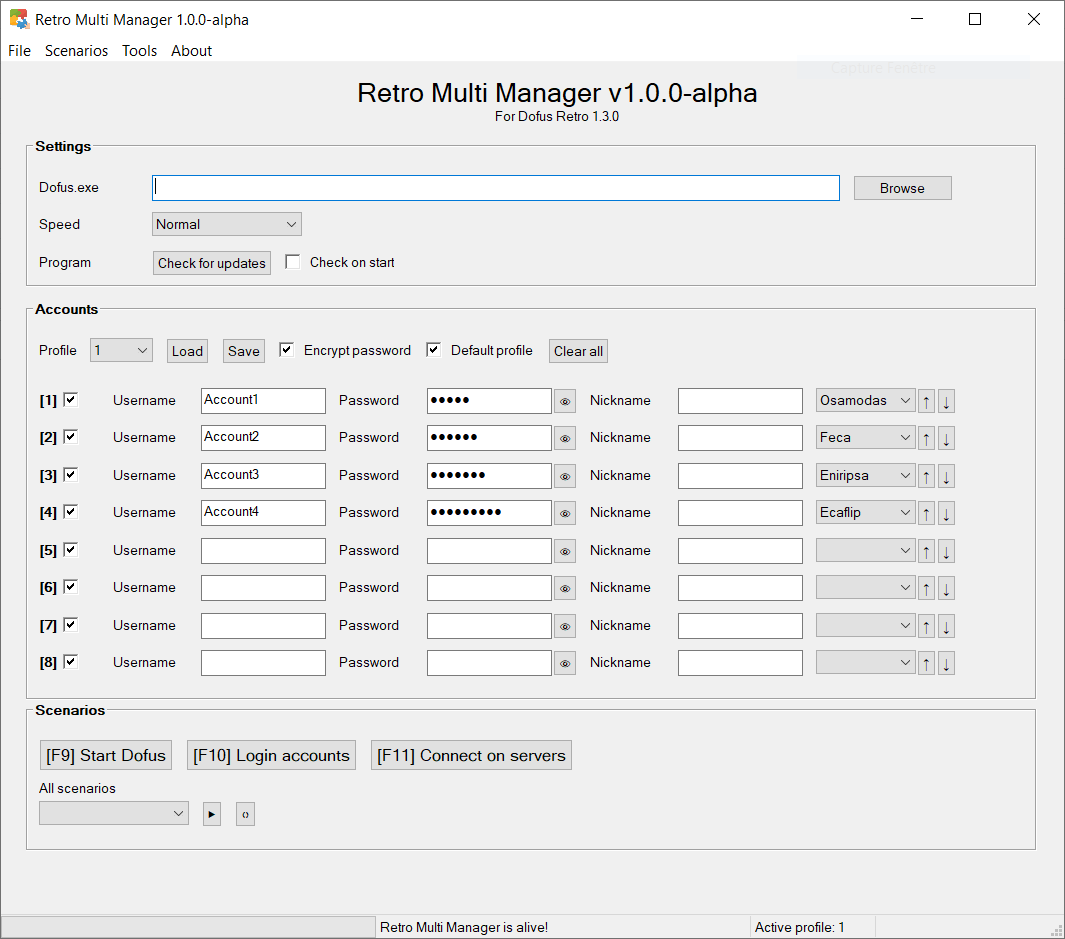 Retro Multi Manager 1.0.0-alpha
File Scenarios Tools About
Capture Fenêtre
Retro Multi Manager v1.0.0-alpha
For Dofus Retro 1.3.0
Settings
Dofus.exe Browse
Speed Normal
Program Check for updates Check on start
Accounts
Profile 1 Load Save Encrypt password Default profile Clear all
[1] Username Account1 Password ●●●●● Nickname Osamodas ↑ ↓
[2] Username Account2 Password ●●●●●● Nickname Feca ↑ ↓
[3] Username Account3 Password ●●●●●●● Nickname Eniripsa ↑ ↓
[4] Username Account4 Password ●●●●●●●●● Nickname Ecaflip ↑ ↓
[5] Username Password Nickname ↑ ↓
[6] Username Password Nickname ↑ ↓
[7] Username Password Nickname ↑ ↓
[8] Username Password Nickname ↑ ↓
Scenarios
[F9] Start Dofus [F10] Login accounts [F11] Connect on servers
All scenarios
Retro Multi Manager is alive! Active profile: 1